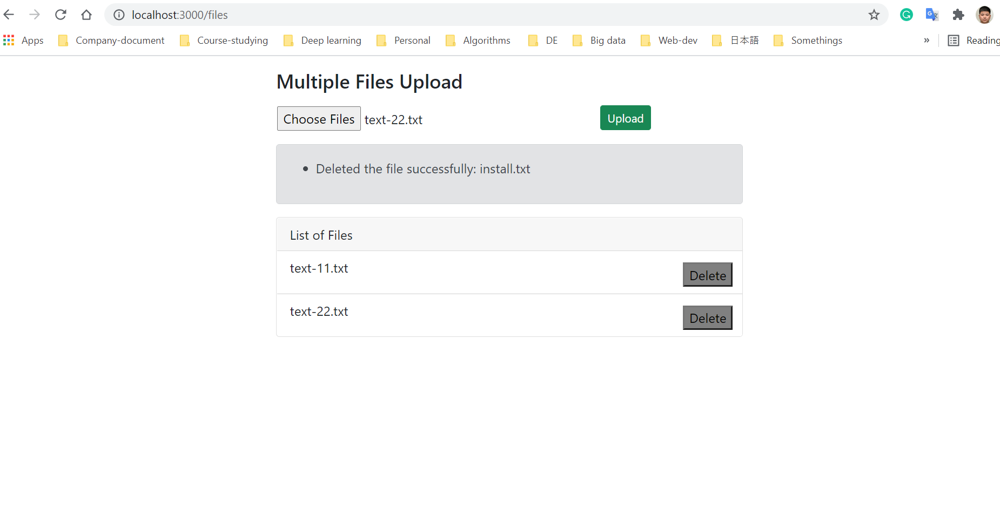 localhost:3000/files
Apps Company-document Course-studying Deep learning Personal Algorithms DE Big data Web-dev 日本語 Somethings » Reading
Multiple Files Upload
Choose Files text-22.txt Upload
• Deleted the file successfully: install.txt
List of Files
text-11.txt Delete
text-22.txt Delete